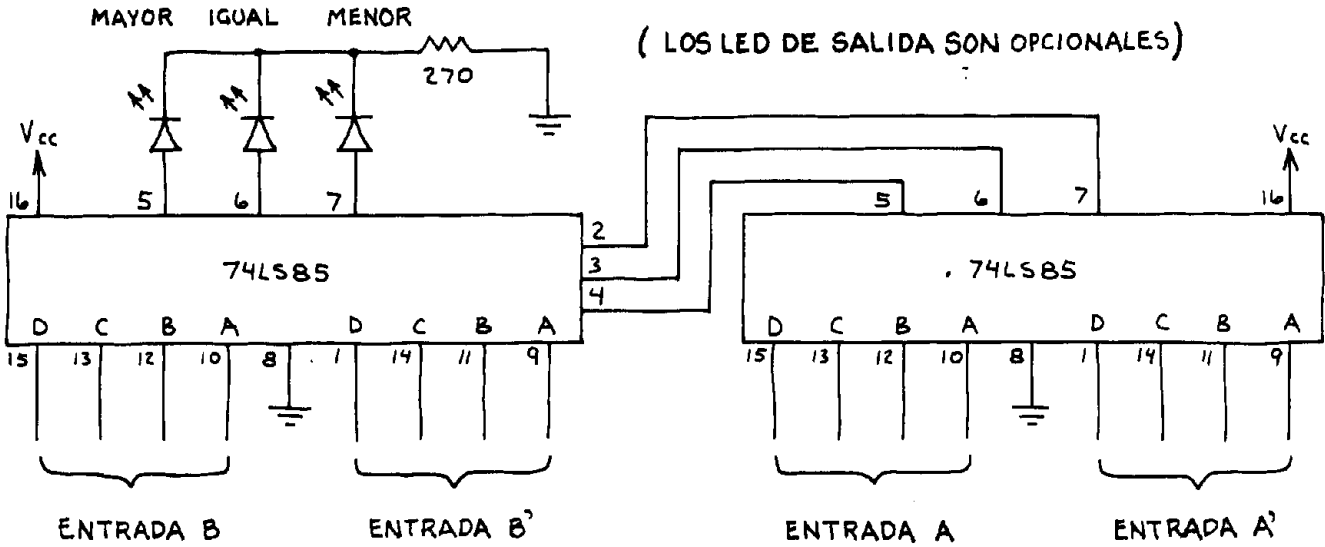 MAYOR IGUAL MENOR
( LOS LED DE SALIDA SON OPCIONALES)
270
Vcc Vcc
16 5 6 7 5 6 7 16
2
3
4
74LS85 . 74LS85
D C B A D C B A D C B A D C B A
15 13 12 10 8 1 14 11 9 15 13 12 10 8 1 14 11 9
ENTRADA B ENTRADA B' ENTRADA A ENTRADA A'